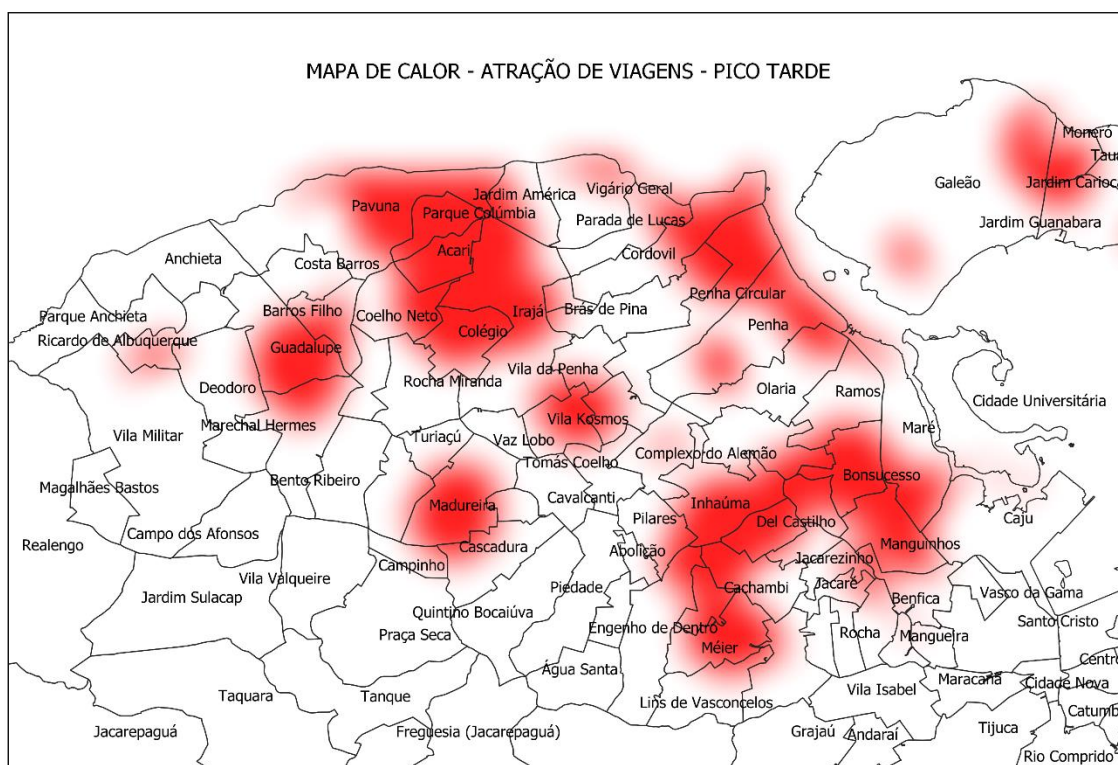 MAPA DE CALOR - ATRAÇÃO DE VIAGENS - PICO TARDE
Moneró
Taua
Galeão
Jardim Carioca
Jardim Guanabara
Jardim América
Vigário Geral
Pavuna
Parque Colúmbia
Parada de Lucas
Acari
Cordovil
Anchieta
Costa Barros
Penha Circular
Barros Filho
Coelho Neto
Irajá
Brás de Pina
Parque Anchieta
Penha
Colégio
Ricardo de Albuquerque
Guadalupe
Vila da Penha
Deodoro
Rocha Miranda
Olaria
Ramos
Cidade Universitária
Marechal Hermes
Vila Kosmos
Maré
Vila Militar
Turiaçú
Vaz Lobo
Complexo do Alemão
Tomás Coelho
Bonsucesso
Bento Ribeiro
Magalhães Bastos
Cavalcanti
Inhaúma
Madureira
Pilares
Del Castilho
Caju
Campo dos Afonsos
Realengo
Cascadura
Abolição
Manguinhos
Jacarezinho
Campinho
Vila Valqueire
Piedade
Cachambi
Jacaré
Jardim Sulacap
Benfica
Vasco da Gama
Quintino Bocaiúva
Engenho de Dentro
Santo Cristo
Praça Seca
Rocha
Mangueira
Méier
Centro
Água Santa
Maracanã
Cidade Nova
Taquara
Tanque
Vila Isabel
Lins de Vasconcelos
Catumb
Jacarepaguá
Freguesia (Jacarepaguá)
Grajaú
Andaraí
Tijuca
Rio Comprido